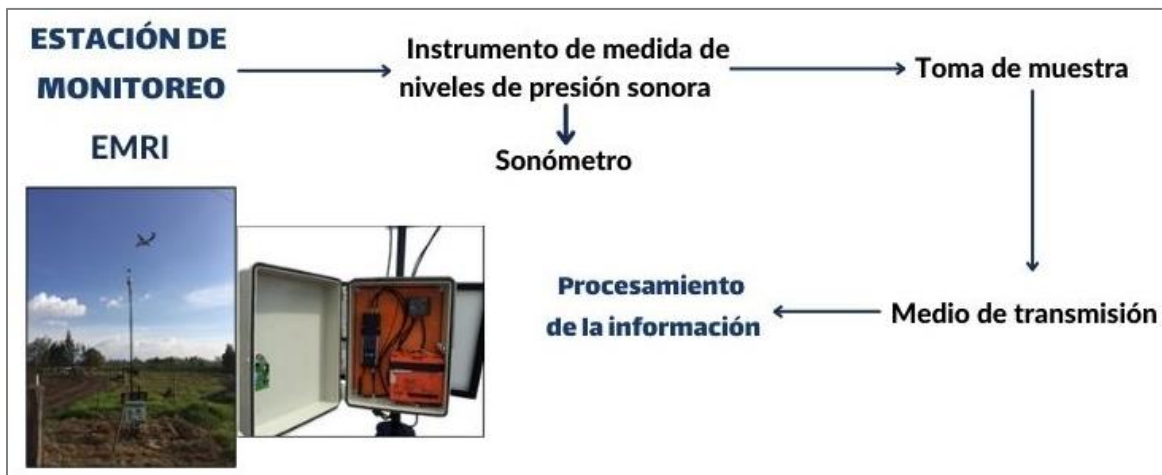 ESTACIÓN DE
MONITOREO
EMRI
Instrumento de medida de
niveles de presión sonora
Sonómetro
Toma de muestra
Medio de transmisión
Procesamiento
de la información